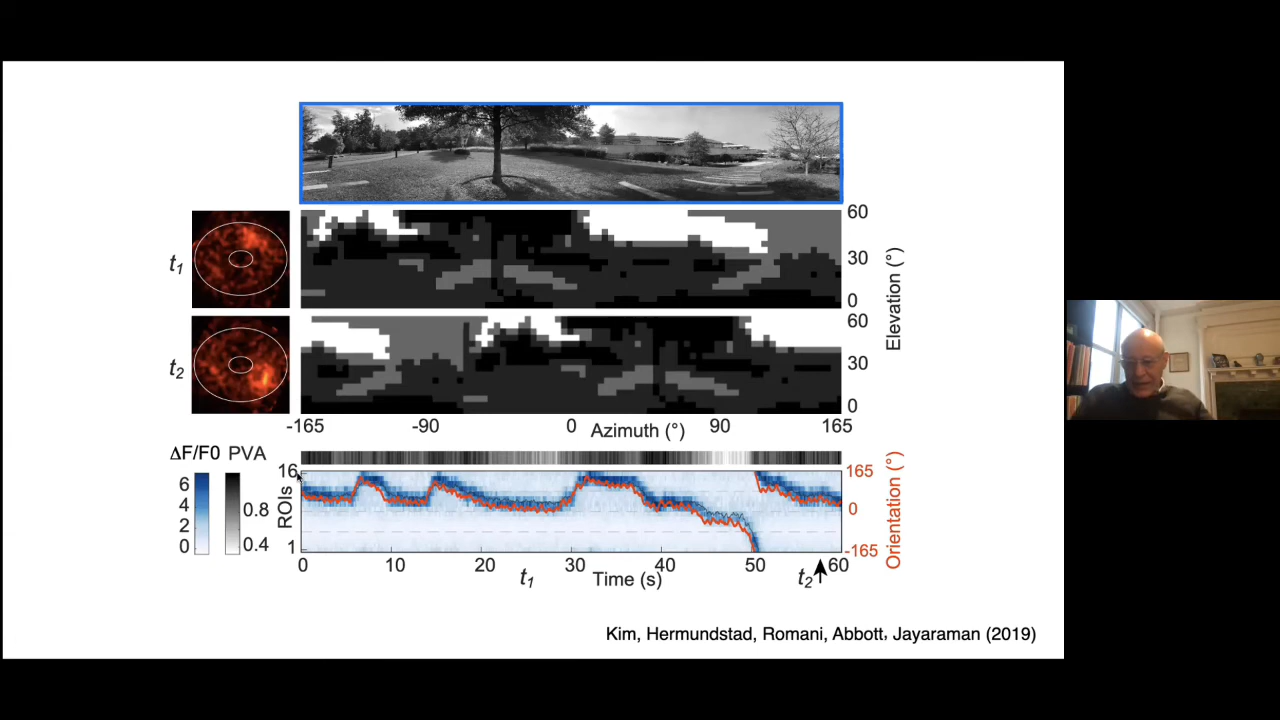 60
t1
30
0
Elevation (°)
60
t2
30
0
-165 -90 0 90 165
Azimuth (°)
ΔF/F0 PVA
16 165
6
4 0.8 ROIs 0 Orientation (°)
2
0 0.4 1 -165
0 10 20 30 40 50 60
t1 Time (s) t2
Kim, Hermundstad, Romani, Abbott, Jayaraman (2019)